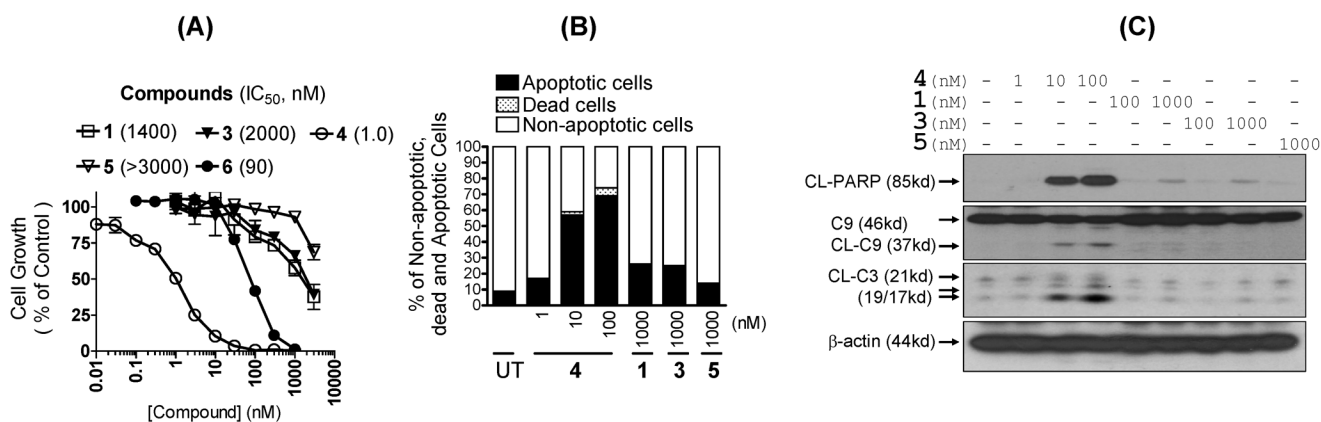 (A)
Compounds (IC50, nM)
1 (1400) 3 (2000) 4 (1.0)
5 (>3000) 6 (90)
Cell Growth
( % of Control)
100
75
50
25
0
0.01 0.1 1 10 100 1000 10000
[Compound] (nM)
(B)
Apoptotic cells
Dead cells
Non-apoptotic cells
% of Non-apoptotic,
dead and Apoptotic Cells
100
90
80
70
60
50
40
30
20
10
0
1 10 100 1000 1000 1000 (nM)
UT 4 1 3 5
(C)
4 (nM) – 1 10 100 – – – – –
1 (nM) – – – – 100 1000 – – –
3 (nM) – – – – – – 100 1000 –
5 (nM) – – – – – – – – 1000
CL-PARP (85kd)
C9 (46kd)
CL-C9 (37kd)
CL-C3 (21kd)
(19/17kd)
β-actin (44kd)